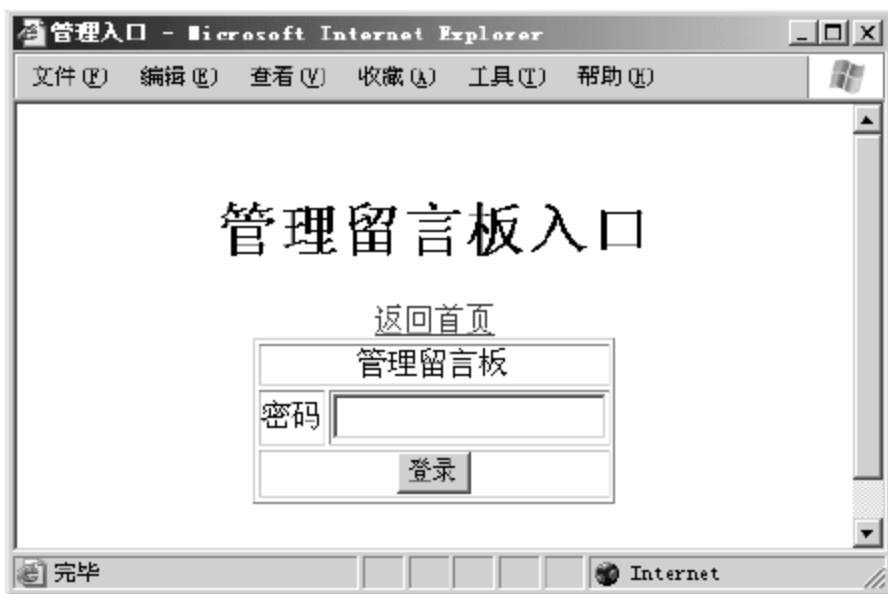 管理入口 - Microsoft Internet Explorer
文件(F) 编辑(E) 查看(V) 收藏(A) 工具(T) 帮助(H)
管理留言板入口
返回首页
管理留言板
密码
登录
完毕 Internet